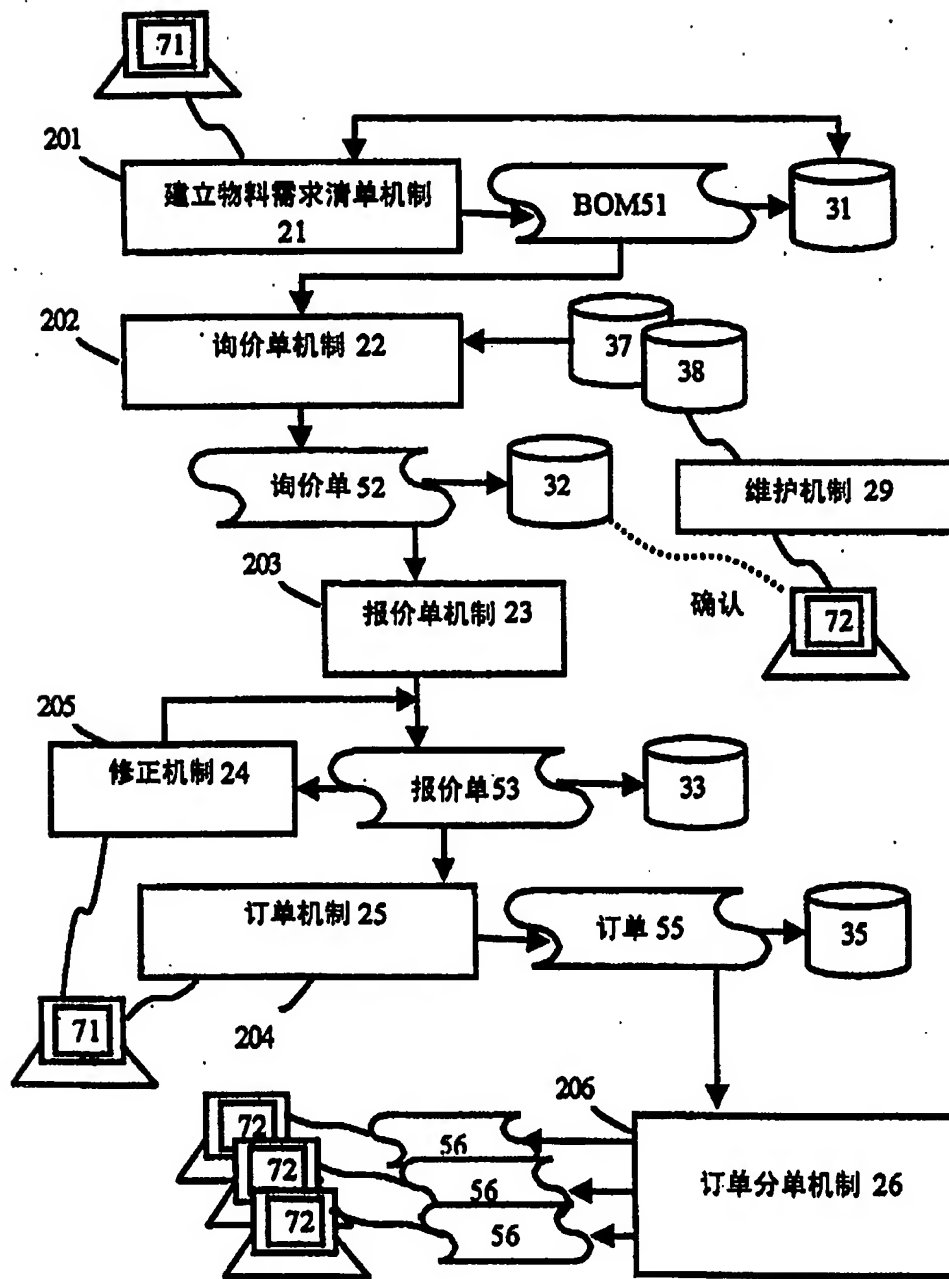 71
201
建立物料需求清单机制
21
BOM51
31
202
询价单机制 22
37
38
询价单 52
32
维护机制 29
203
报价单机制 23
确认
72
205
修正机制 24
报价单 53
33
订单机制 25
订单 55
35
71
204
206
72
56
72
56
订单分单机制 26
72
56